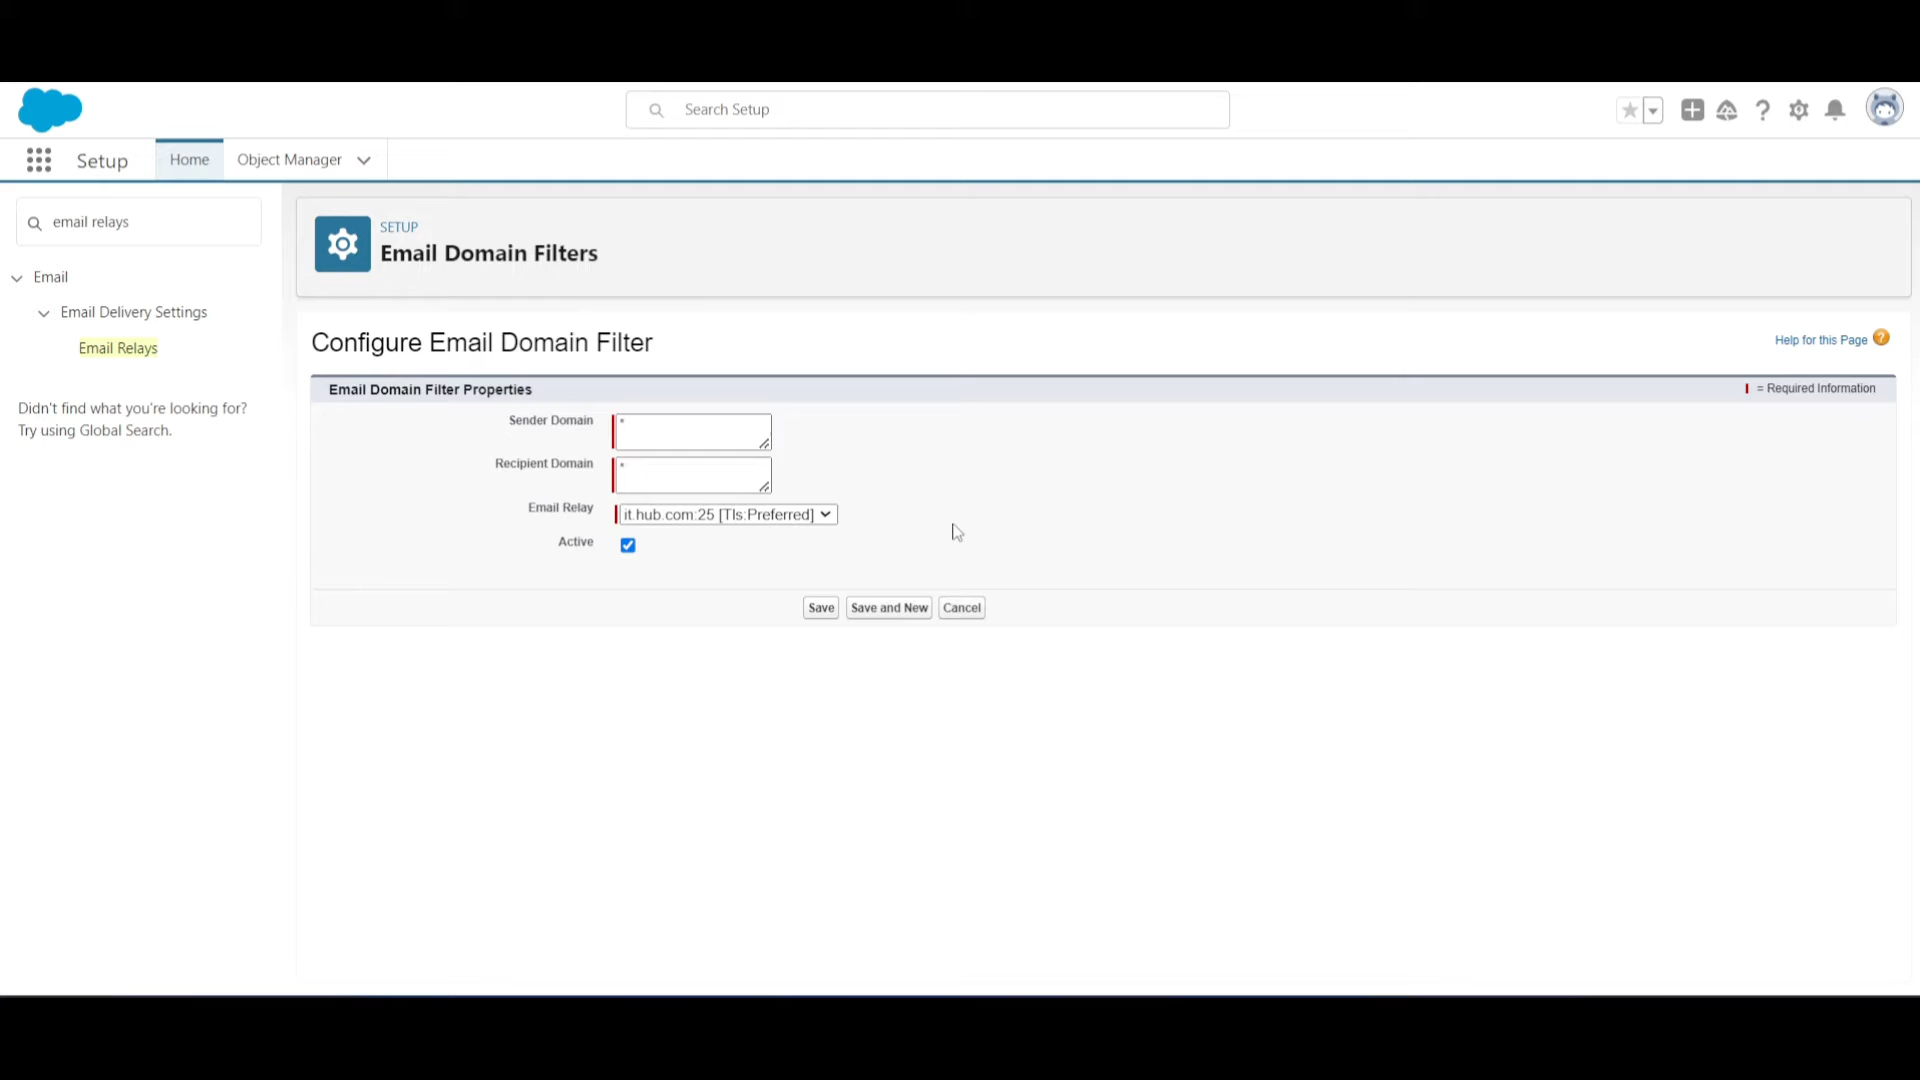 Search Setup
Setup
Home
Object Manager
email relays
Email
Email Delivery Settings
Email Relays
Didn't find what you're looking for?
Try using Global Search.
SETUP
Email Domain Filters
Configure Email Domain Filter
Help for this Page ?
Email Domain Filter Properties
= Required Information
Sender Domain
*
Recipient Domain
*
Email Relay
it.hub.com:25 [Tls:Preferred]
Active
Save
Save and New
Cancel